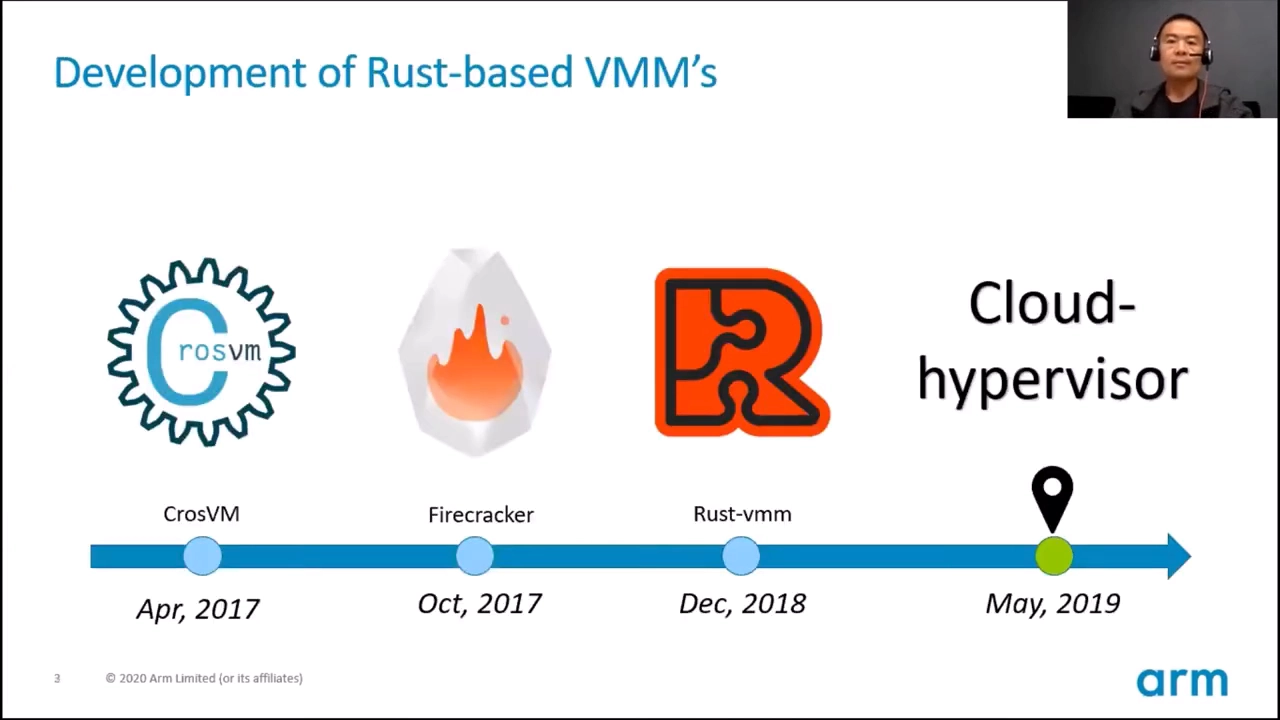 Development of Rust-based VMM's
Crosvm
Cloud-
hypervisor
CrosVM
Firecracker
Rust-vmm
Apr, 2017
Oct, 2017
Dec, 2018
May, 2019
3
© 2020 Arm Limited (or its affiliates)
arm